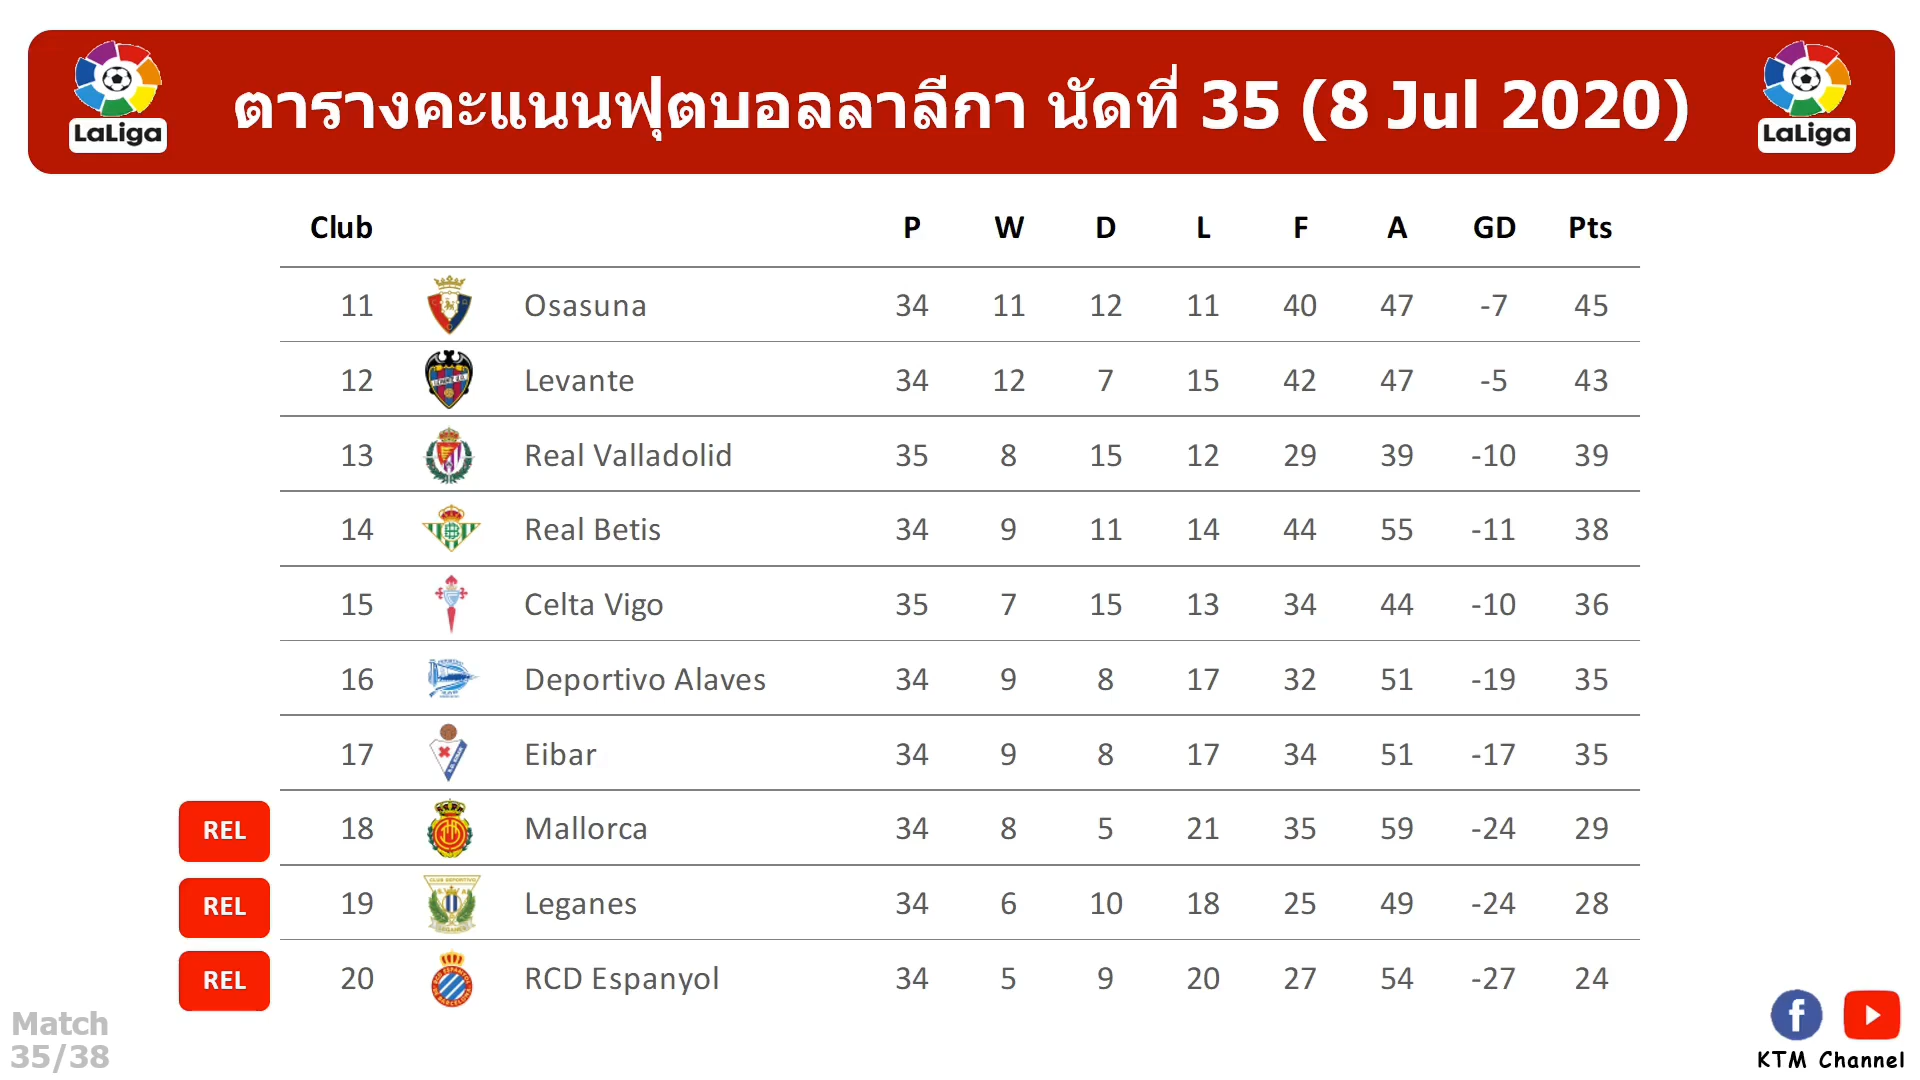 ตารางคะแนนฟุตบอลลาลีกา นัดที่ 35 (8 Jul 2020)
LaLiga
LaLiga
Club P W D L F A GD Pts
11 Osasuna 34 11 12 11 40 47 -7 45
12 Levante 34 12 7 15 42 47 -5 43
13 Real Valladolid 35 8 15 12 29 39 -10 39
14 Real Betis 34 9 11 14 44 55 -11 38
15 Celta Vigo 35 7 15 13 34 44 -10 36
16 Deportivo Alaves 34 9 8 17 32 51 -19 35
17 Eibar 34 9 8 17 34 51 -17 35
REL 18 Mallorca 34 8 5 21 35 59 -24 29
REL 19 Leganes 34 6 10 18 25 49 -24 28
REL 20 RCD Espanyol 34 5 9 20 27 54 -27 24
Match
35/38
KTM Channel